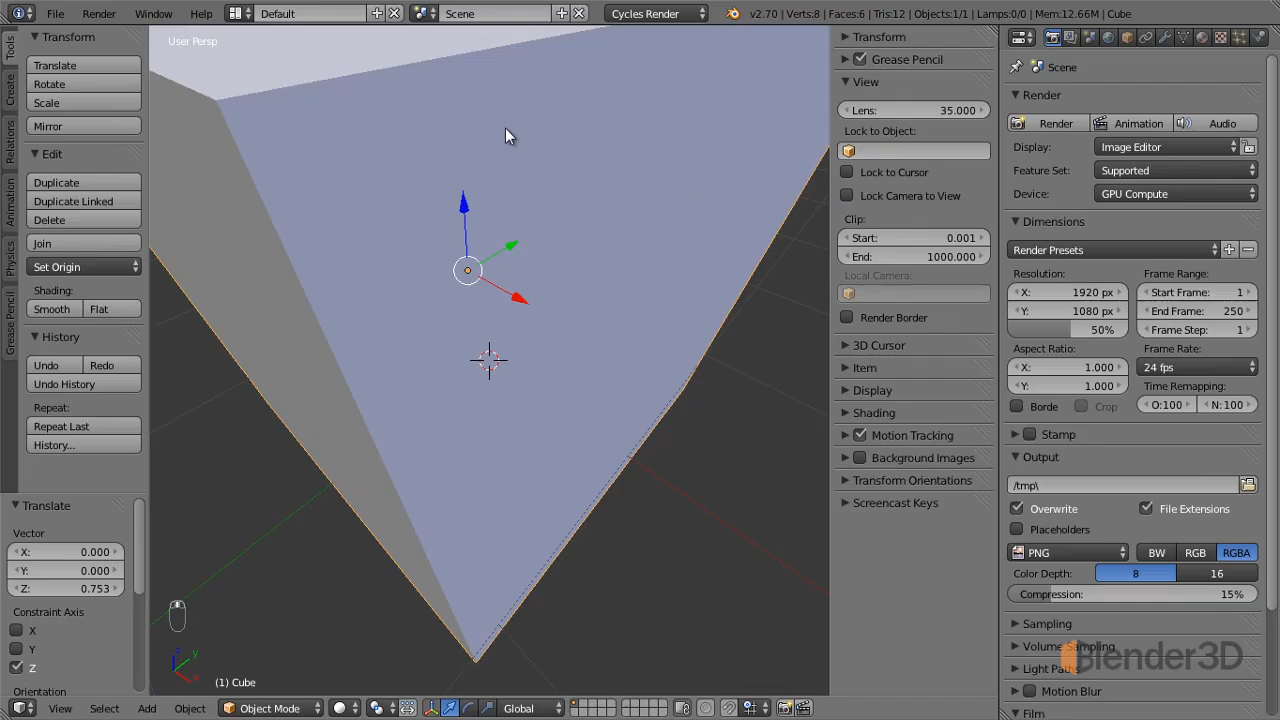 File
Render
Window
Help
Default
Scene
Cycles Render
v2.70 | Verts:8 | Faces:6 | Tris:12 | Objects:1/1 | Lamps:0/0 | Mem:12.66M | Cube
Tools
Create
Relations
Animation
Physics
Grease Pencil
Transform
Translate
Rotate
Scale
Mirror
Edit
Duplicate
Duplicate Linked
Delete
Join
Set Origin
Shading:
Smooth
Flat
History
Undo
Redo
Undo History
Repeat:
Repeat Last
History...
Translate
Vector
X: 0.000
Y: 0.000
Z: 0.753
Constraint Axis
X
Y
Z
Orientation
User Persp
z
y
x
(1) Cube
View
Select
Add
Object
Object Mode
Global
Transform
Grease Pencil
View
Lens: 35.000
Lock to Object:
Lock to Cursor
Lock Camera to View
Clip:
Start: 0.001
End: 1000.000
Local Camera:
Render Border
3D Cursor
Item
Display
Shading
Motion Tracking
Background Images
Transform Orientations
Screencast Keys
Scene
Render
Render
Animation
Audio
Display: Image Editor
Feature Set: Supported
Device: GPU Compute
Dimensions
Render Presets
Resolution:
X: 1920 px
Y: 1080 px
50%
Frame Range:
Start Frame: 1
End Frame: 250
Frame Step: 1
Aspect Ratio:
X: 1.000
Y: 1.000
Borde
Crop
Frame Rate:
24 fps
Time Remapping:
O:100
N:100
Stamp
Output
/tmp\
Overwrite
File Extensions
Placeholders
PNG
BW
RGB
RGBA
Color Depth: 8 16
Compression: 15%
Sampling
Volume Sampling
Light Paths
Motion Blur
Film
Blender3D